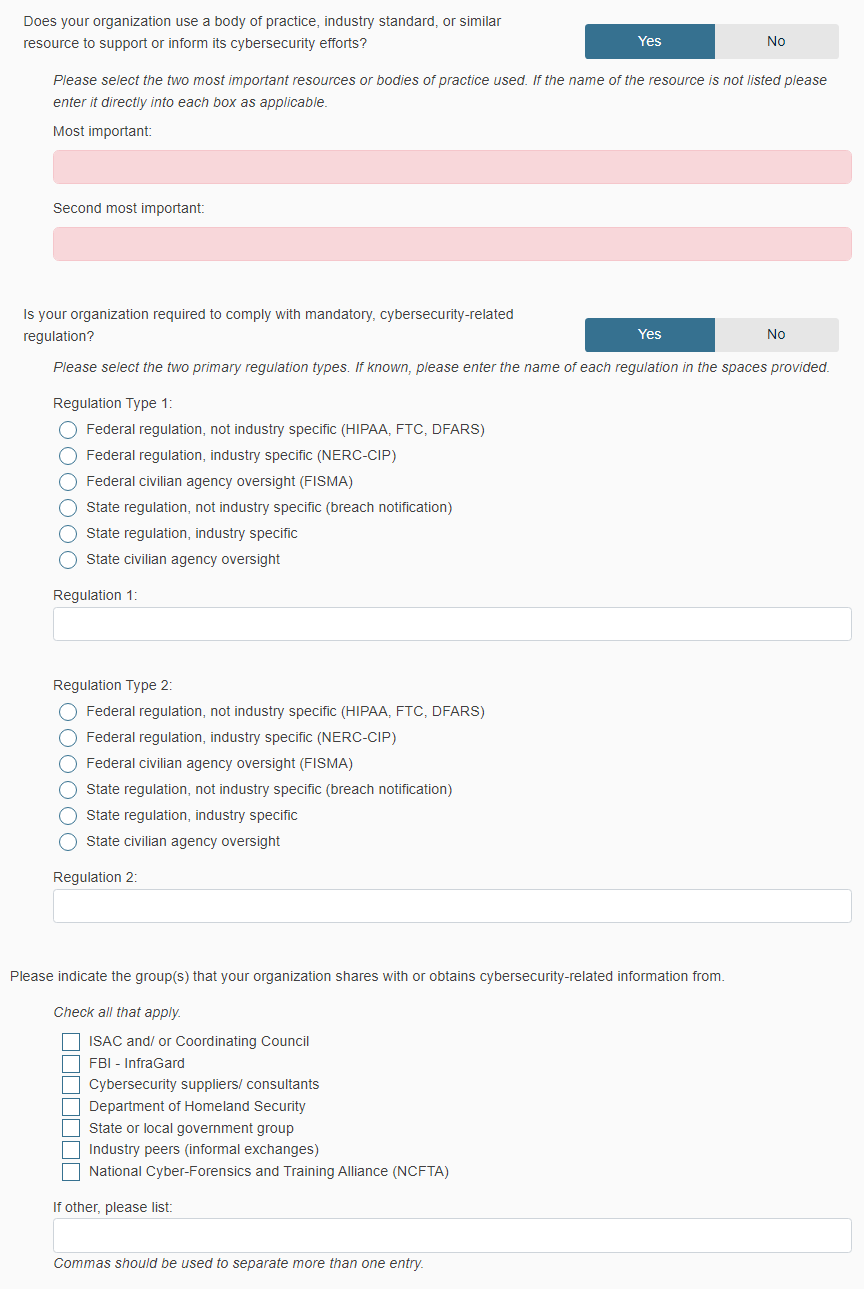 Does your organization use a body of practice, industry standard, or similar
resource to support or inform its cybersecurity efforts?
Yes
No
Please select the two most important resources or bodies of practice used. If the name of the resource is not listed please
enter it directly into each box as applicable.
Most important:
Second most important:
Is your organization required to comply with mandatory, cybersecurity-related
regulation?
Yes
No
Please select the two primary regulation types. If known, please enter the name of each regulation in the spaces provided.
Regulation Type 1:
Federal regulation, not industry specific (HIPAA, FTC, DFARS)
Federal regulation, industry specific (NERC-CIP)
Federal civilian agency oversight (FISMA)
State regulation, not industry specific (breach notification)
State regulation, industry specific
State civilian agency oversight
Regulation 1:
Regulation Type 2:
Federal regulation, not industry specific (HIPAA, FTC, DFARS)
Federal regulation, industry specific (NERC-CIP)
Federal civilian agency oversight (FISMA)
State regulation, not industry specific (breach notification)
State regulation, industry specific
State civilian agency oversight
Regulation 2:
Please indicate the group(s) that your organization shares with or obtains cybersecurity-related information from.
Check all that apply.
ISAC and/ or Coordinating Council
FBI - InfraGard
Cybersecurity suppliers/ consultants
Department of Homeland Security
State or local government group
Industry peers (informal exchanges)
National Cyber-Forensics and Training Alliance (NCFTA)
If other, please list:
Commas should be used to separate more than one entry.